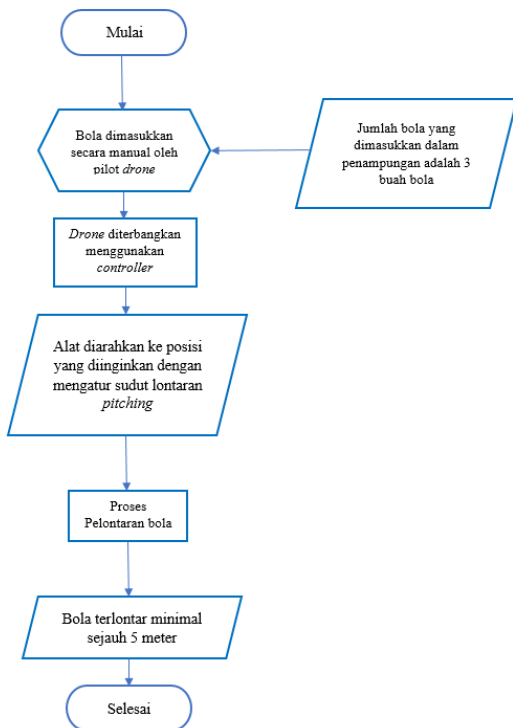 Mulai
Bola dimasukkan
secara manual oleh
pilot drone
Jumlah bola yang
dimasukkan dalam
penampungan adalah 3
buah bola
Drone diterbangkan
menggunakan
controller
Alat diarahkan ke posisi
yang diinginkan dengan
mengatur sudut lontaran
pitching
Proses
Pelontaran bola
Bola terlontar minimal
sejauh 5 meter
Selesai